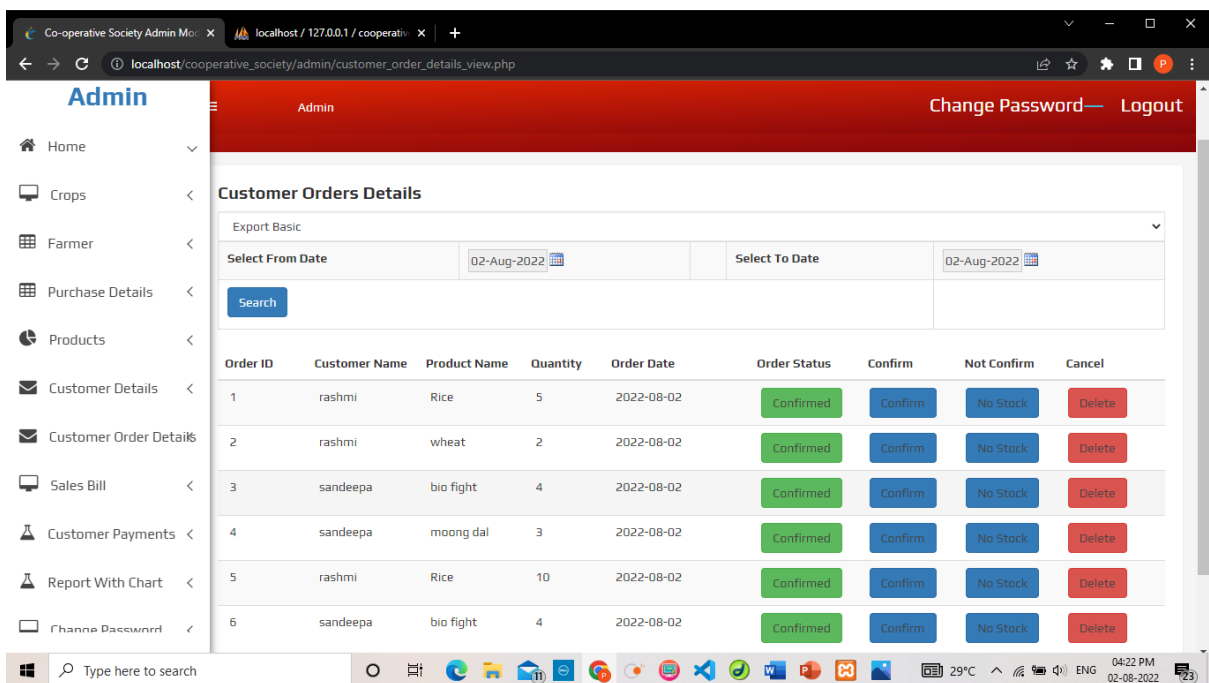 Co-operative Society Admin Mod
localhost / 127.0.0.1 / cooperativ
localhost/cooperative_society/admin/customer_order_details_view.php
P
Admin
Admin
Change Password— Logout
Home
Crops
Farmer
Purchase Details
Products
Customer Details
Customer Order Details
Sales Bill
Customer Payments
Report With Chart
Change Password
Customer Orders Details
Export Basic
Select From Date 02-Aug-2022 Select To Date 02-Aug-2022
Search
Order ID Customer Name Product Name Quantity Order Date Order Status Confirm Not Confirm Cancel
1 rashmi Rice 5 2022-08-02 Confirmed Confirm No Stock Delete
2 rashmi wheat 2 2022-08-02 Confirmed Confirm No Stock Delete
3 sandeepa bio fight 4 2022-08-02 Confirmed Confirm No Stock Delete
4 sandeepa moong dal 3 2022-08-02 Confirmed Confirm No Stock Delete
5 rashmi Rice 10 2022-08-02 Confirmed Confirm No Stock Delete
6 sandeepa bio fight 4 2022-08-02 Confirmed Confirm No Stock Delete
Type here to search
11
29°C ENG 04:22 PM
02-08-2022
23